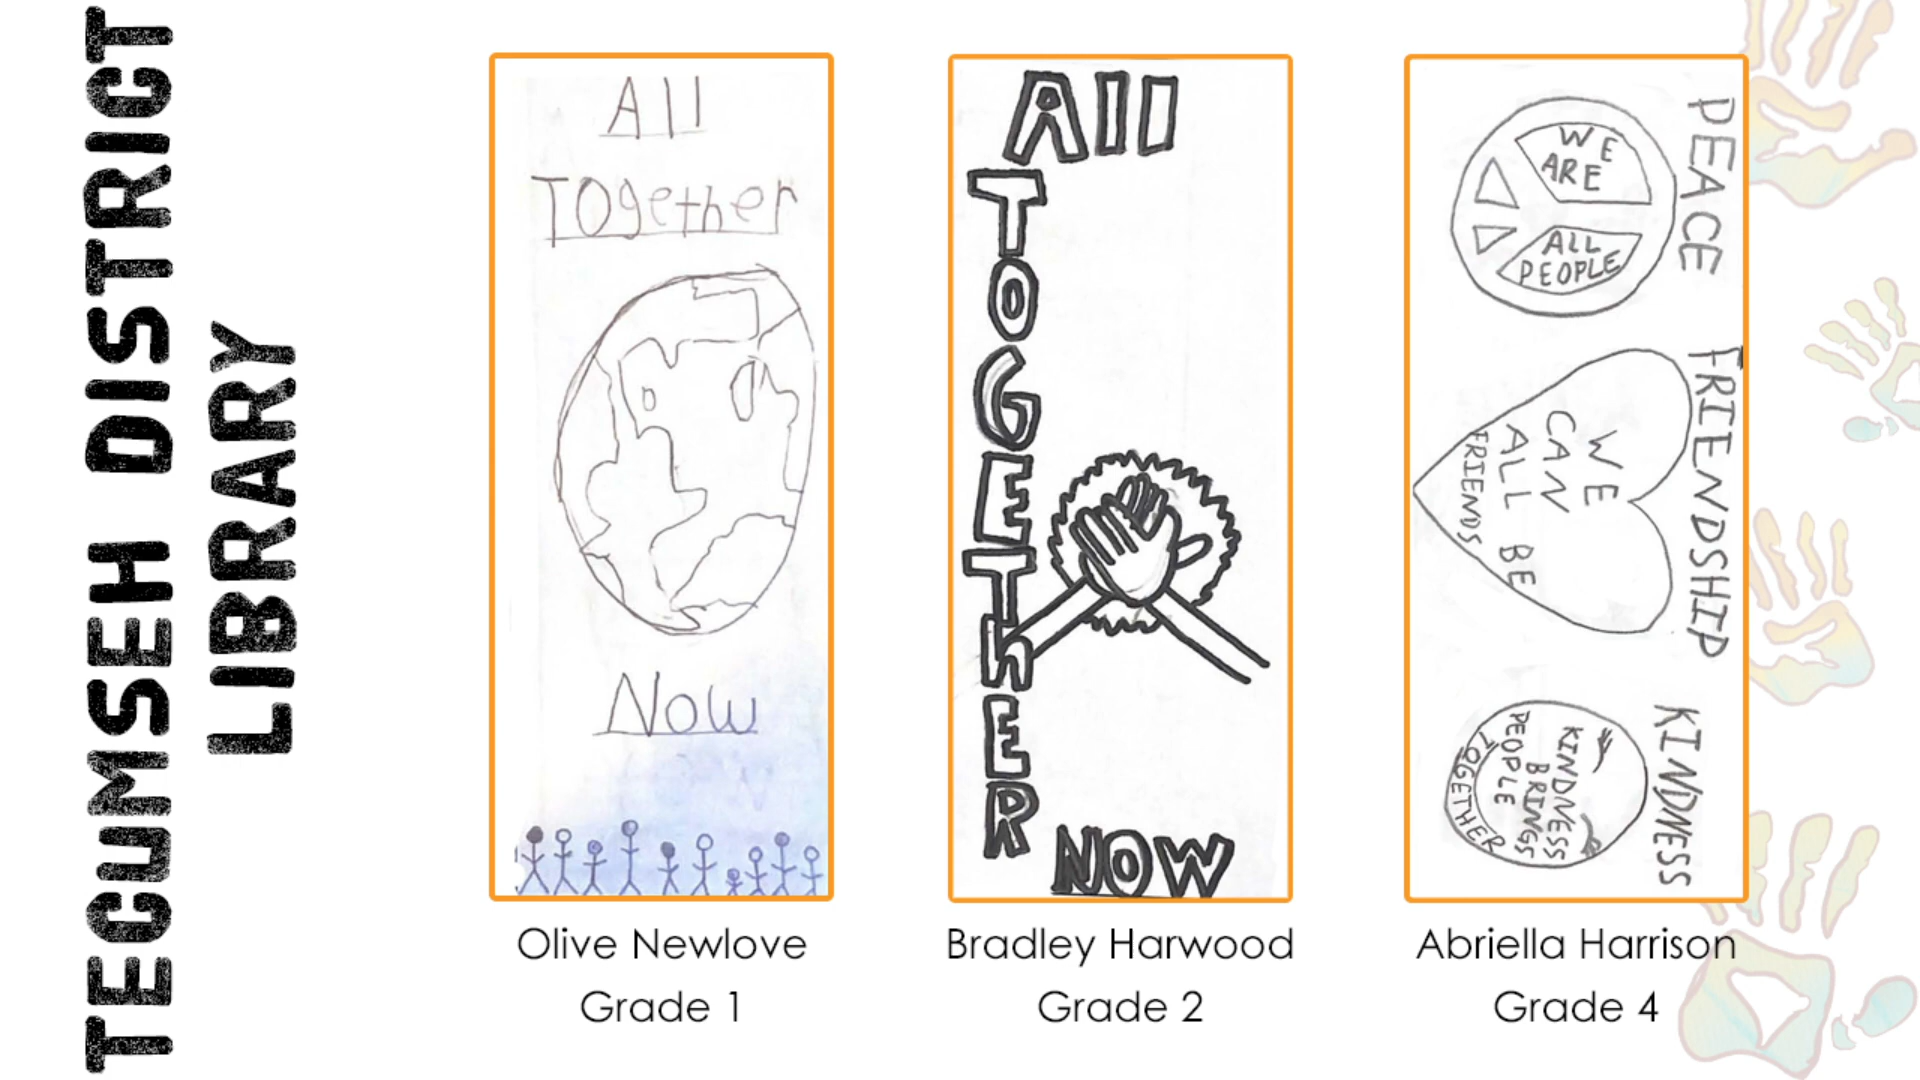 TECUMSEH DISTRICT
LIBRARY
All
TOgether
Now
Olive Newlove
Grade 1
All
TOGEThER
NOW
Bradley Harwood
Grade 2
PEACE
WE
ARE
ALL
PEOPLE
FRIENDSHIP
WE
CAN
ALL BE
FRIENDS
KINDNESS
KINDNESS
BRINGS
PEOPLE
TOGETHER
Abriella Harrison
Grade 4